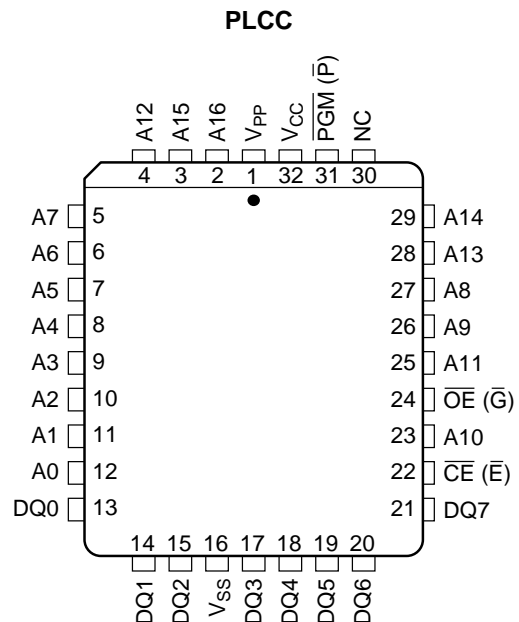 PLCC
A12 A15 A16 VPP VCC P̅G̅M̅ (P̅) NC
4 3 2 1 32 31 30
A7 5 29 A14
A6 6 28 A13
A5 7 27 A8
A4 8 26 A9
A3 9 25 A11
A2 10 24 O̅E̅ (G̅)
A1 11 23 A10
A0 12 22 C̅E̅ (E̅)
DQ0 13 21 DQ7
14 15 16 17 18 19 20
DQ1 DQ2 VSS DQ3 DQ4 DQ5 DQ6